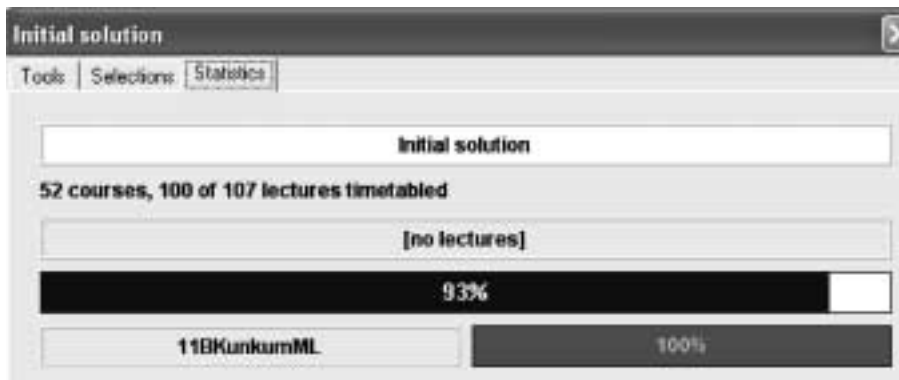 Initial solution
Tools Selections Statistics
Initial solution
52 courses, 100 of 107 lectures timetabled
[no lectures]
93%
11BKunkumML 100%